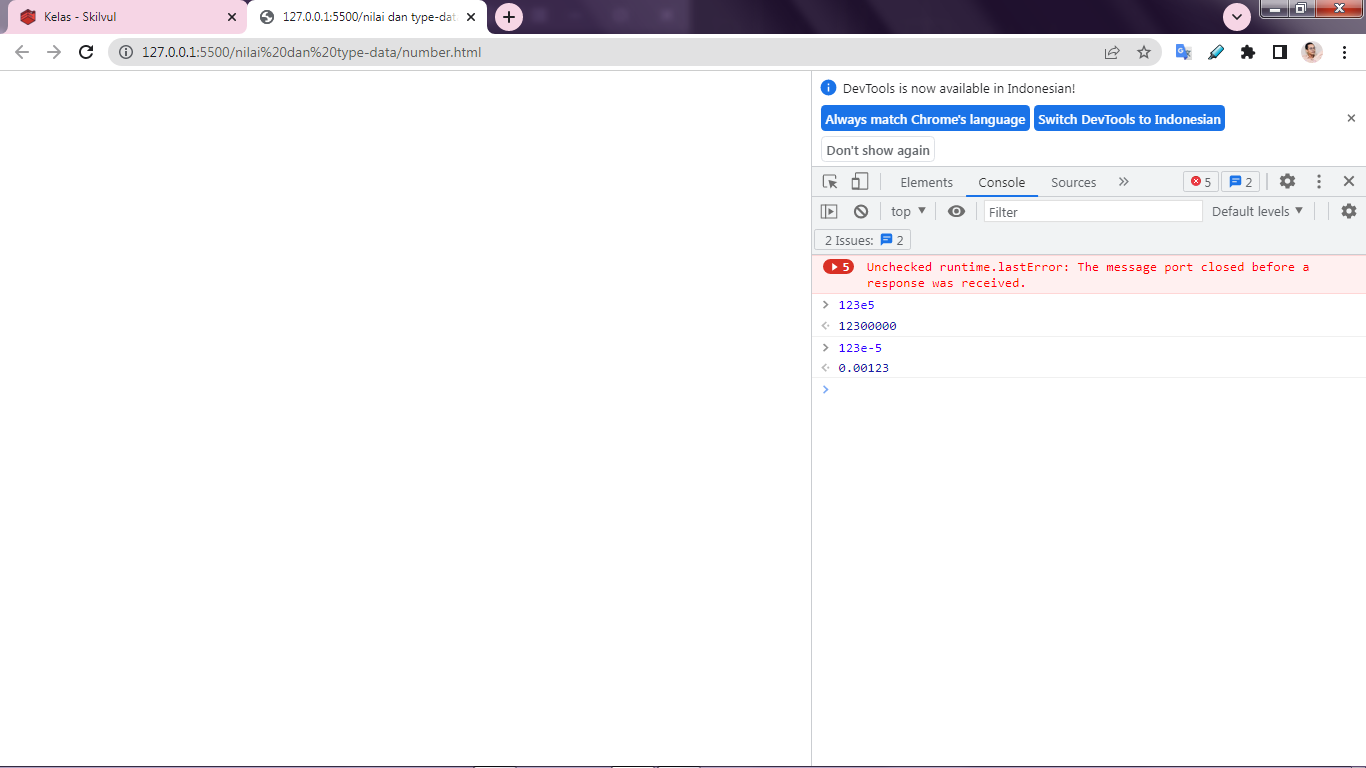 Kelas - Skilvul
127.0.0.1:5500/nilai dan type-dat
127.0.0.1:5500/nilai%20dan%20type-data/number.html
DevTools is now available in Indonesian!
Always match Chrome's language Switch DevTools to Indonesian
Don't show again
Elements Console Sources » 5 2
top Filter Default levels
2 Issues: 2
5 Unchecked runtime.lastError: The message port closed before a
response was received.
123e5
12300000
123e-5
0.00123